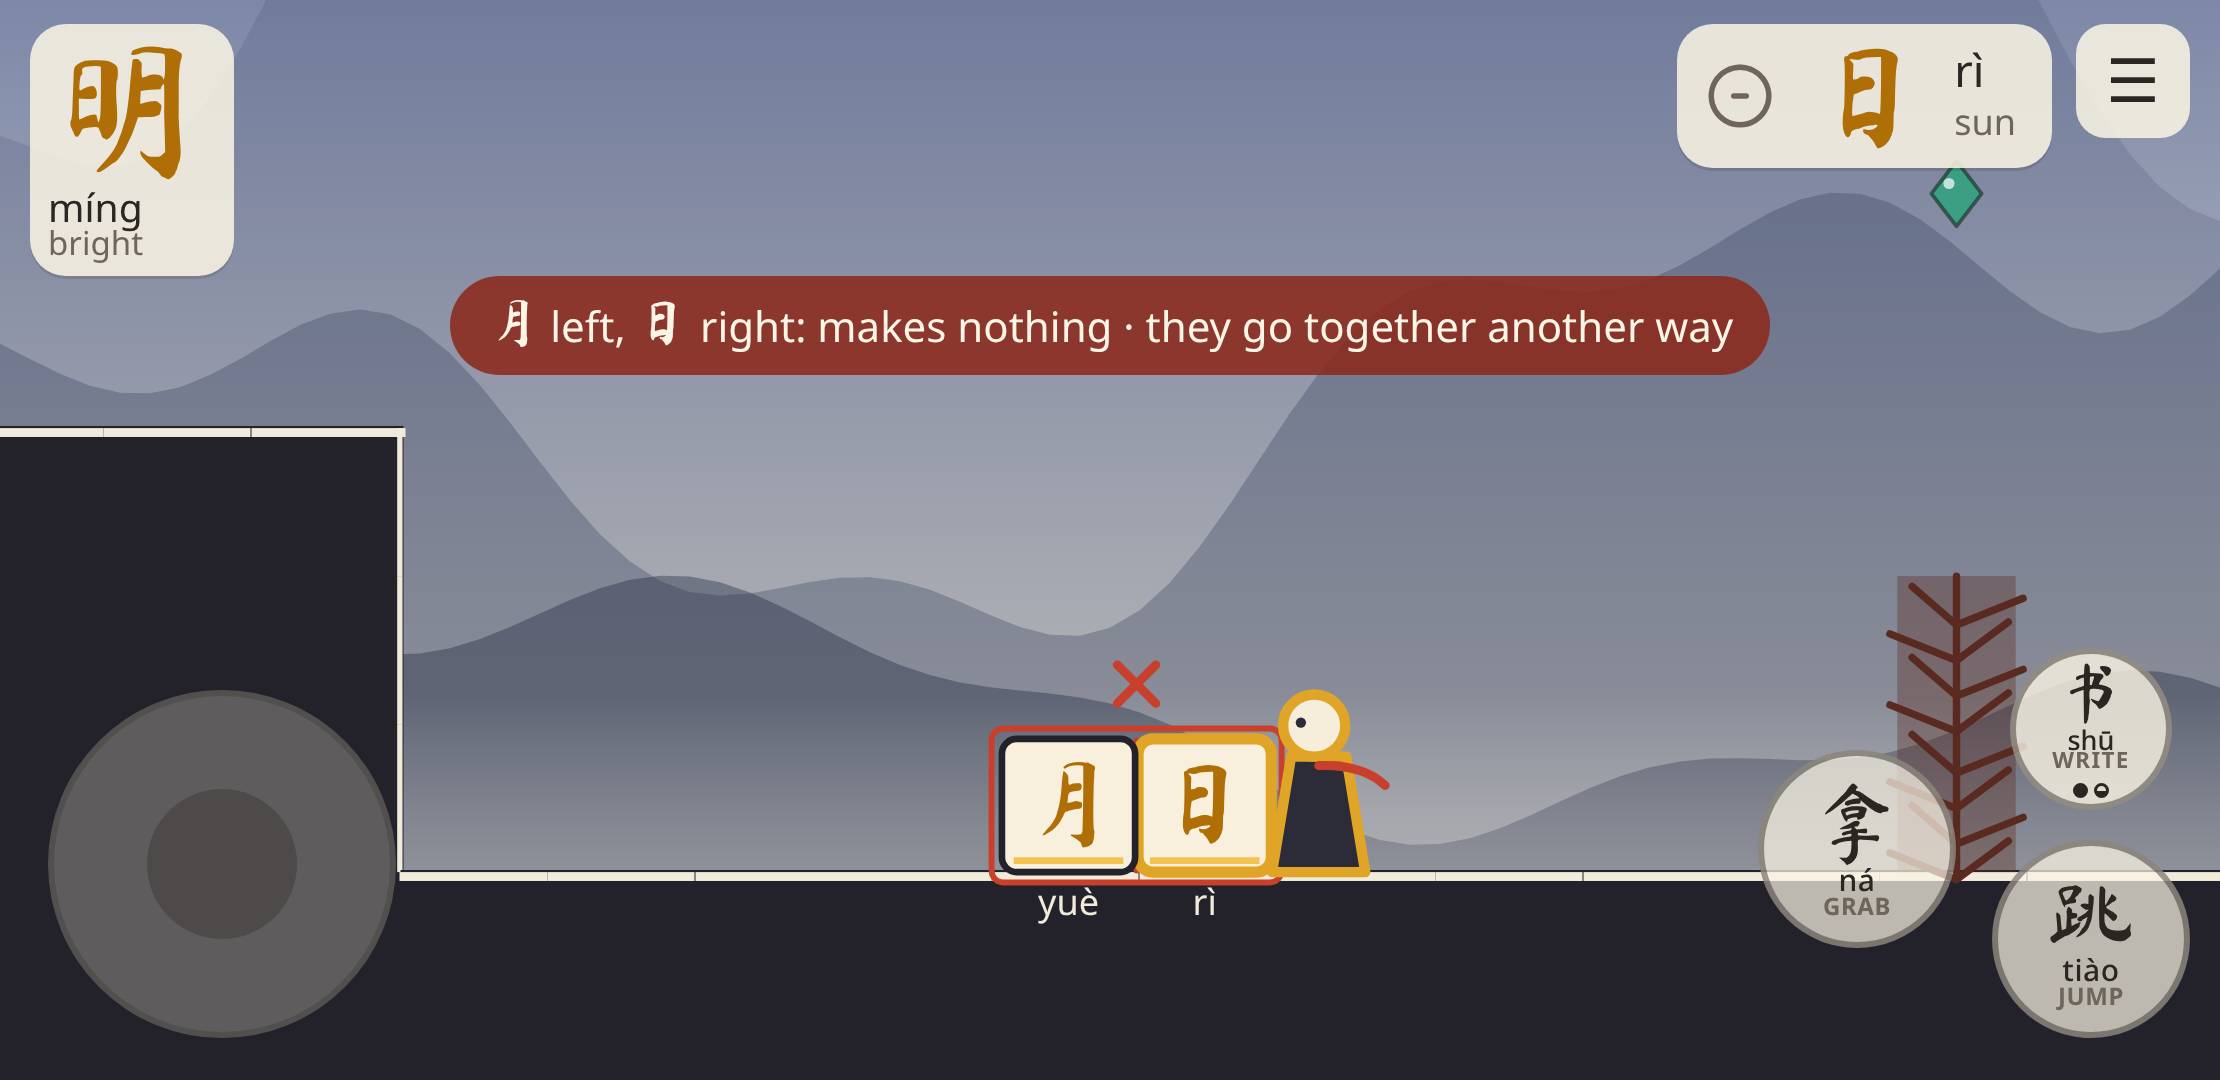 明
míng
bright
日
rì
sun
月 left, 日 right: makes nothing · they go together another way
月
日
yuè
rì
书
shū
WRITE
拿
ná
GRAB
跳
tiào
JUMP